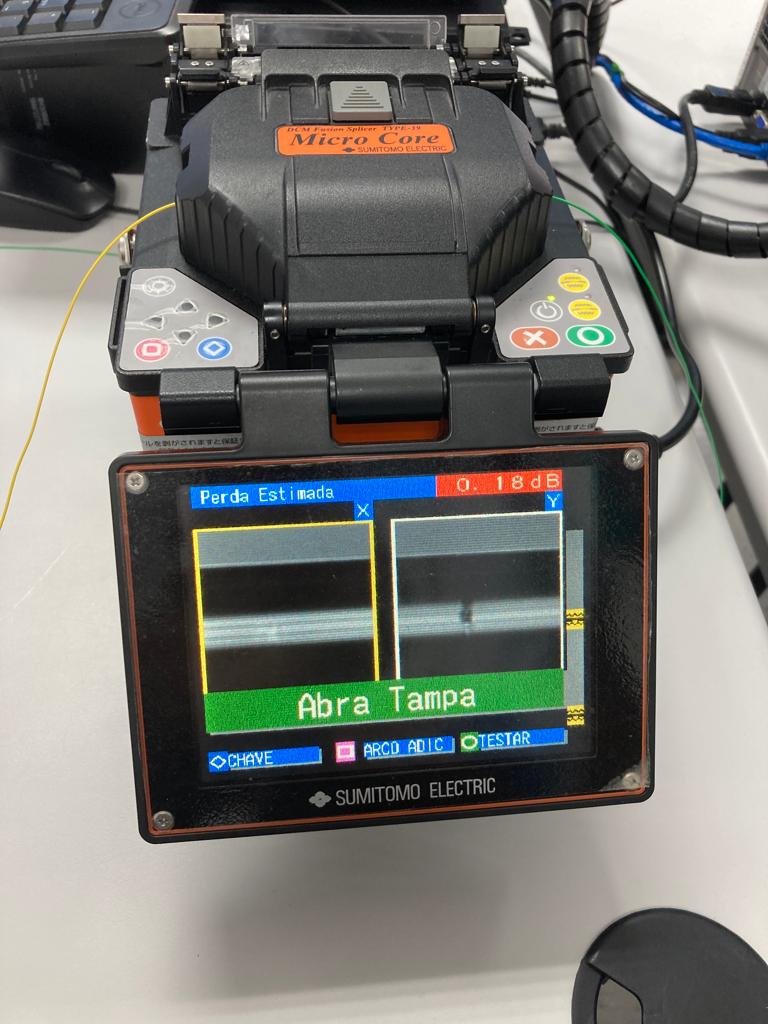 DCM Fusion Splicer TYPE-39
Micro Core
SUMITOMO ELECTRIC
Perda Estimada
0.18dB
X
Y
Abra Tampa
CHAVE
ARCO ADIC
TESTAR
SUMITOMO ELECTRIC